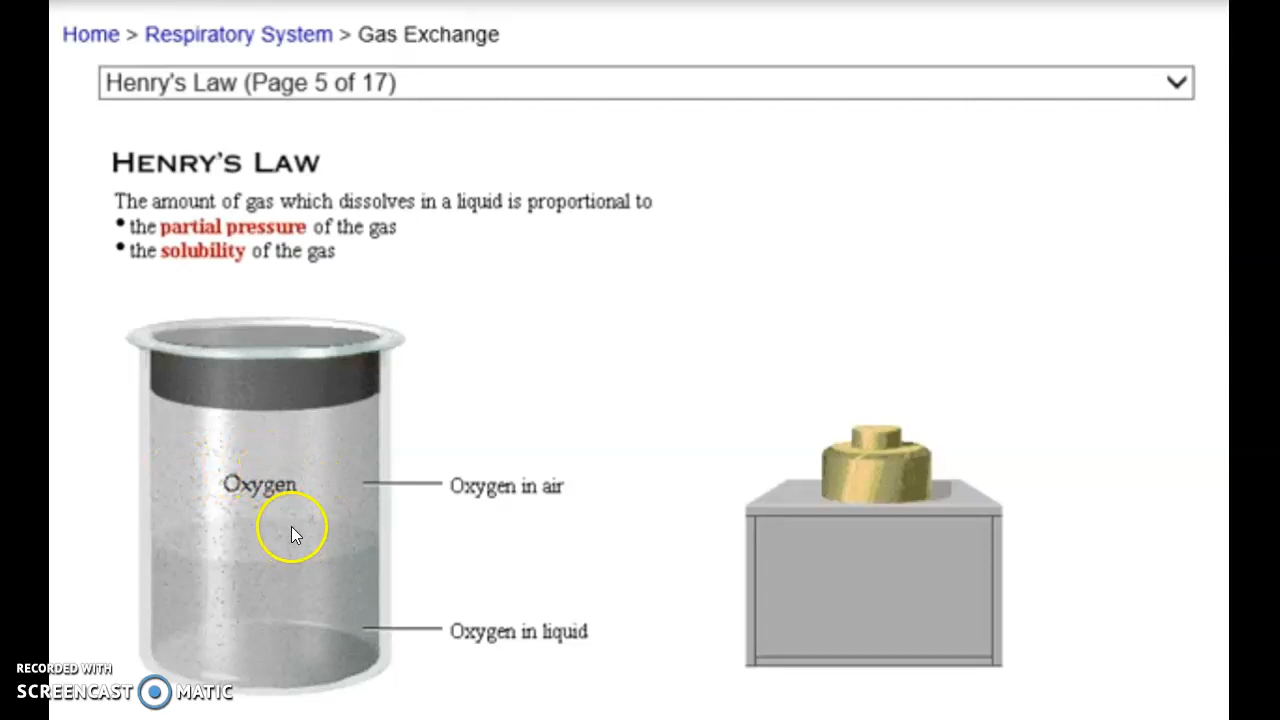 Home > Respiratory System > Gas Exchange
Henry's Law (Page 5 of 17)
HENRY'S LAW
The amount of gas which dissolves in a liquid is proportional to
• the partial pressure of the gas
• the solubility of the gas
Oxygen
Oxygen in air
Oxygen in liquid
RECORDED WITH
SCREENCAST MATIC